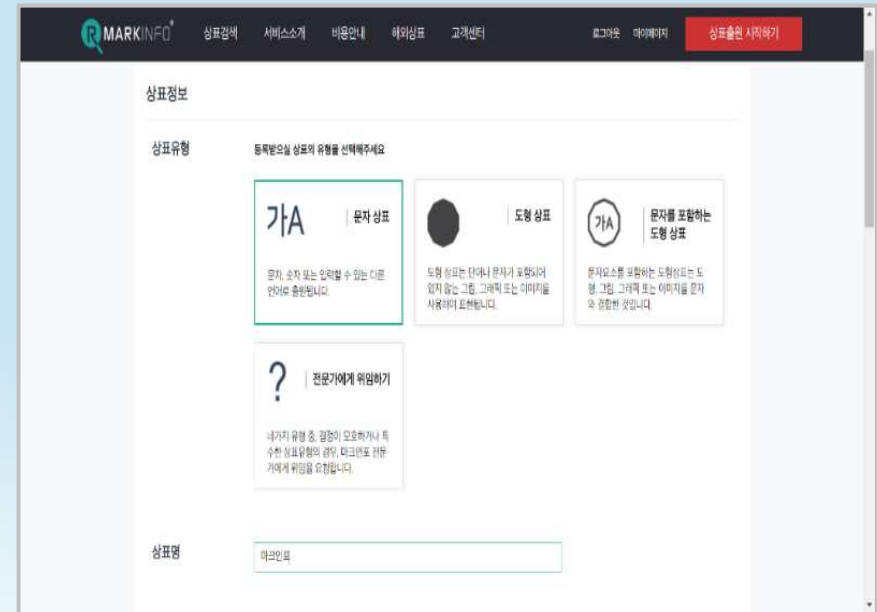 MARKINFO 상표검색 서비스소개 비용안내 해외상표 고객센터 로그아웃 마이페이지 상표출원 시작하기
상표정보
상표유형
등록받으실 상표의 유형을 선택해주세요
가A 문자 상표
문자, 숫자 또는 입력할 수 있는 다른
언어로 출원됩니다.
도형 상표
도형 상표는 단어나 문자가 포함되어
있지 않는 그림, 그래픽 또는 이미지를
사용하여 표현됩니다.
가A 문자를 포함하는
도형 상표
문자요소를 포함하는 도형상표는 도
형, 그림, 그래픽 또는 이미지를 문자
와 결합한 것입니다.
? 전문가에게 위임하기
네가지 유형 중, 결정이 모호하거나 특
수한 상표유형의 경우, 마크인포 전문
가에게 위임을 요청합니다.
상표명
마크인포